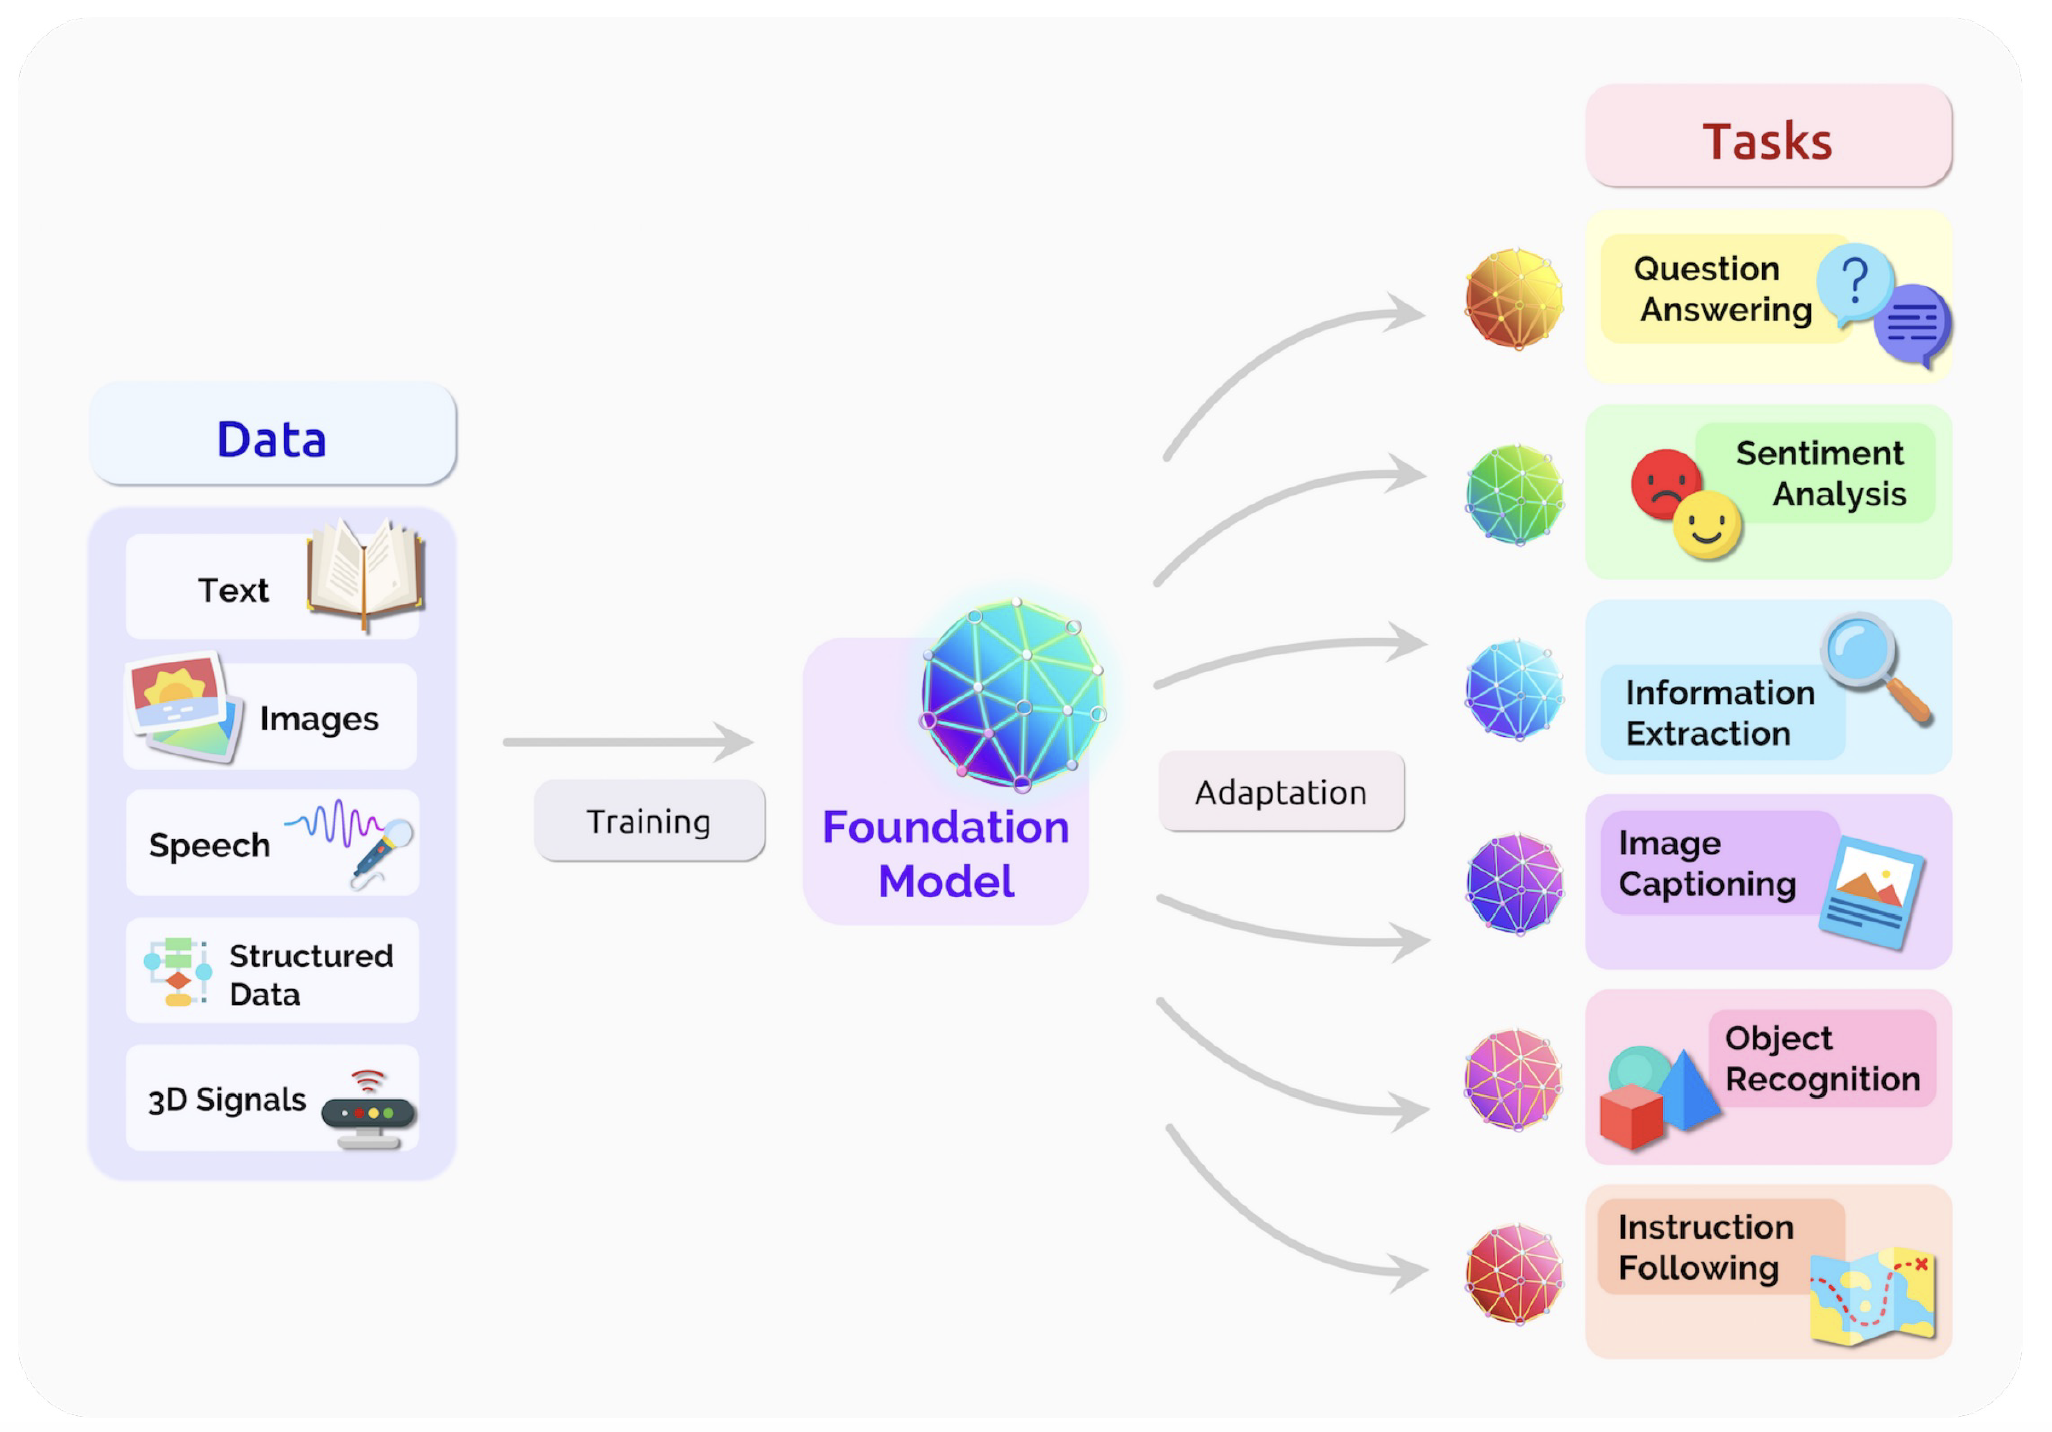 Data
Text
Images
Speech
Structured
Data
3D Signals
Training
Foundation
Model
Adaptation
Tasks
Question
Answering
?
Sentiment
Analysis
Information
Extraction
Image
Captioning
Object
Recognition
Instruction
Following